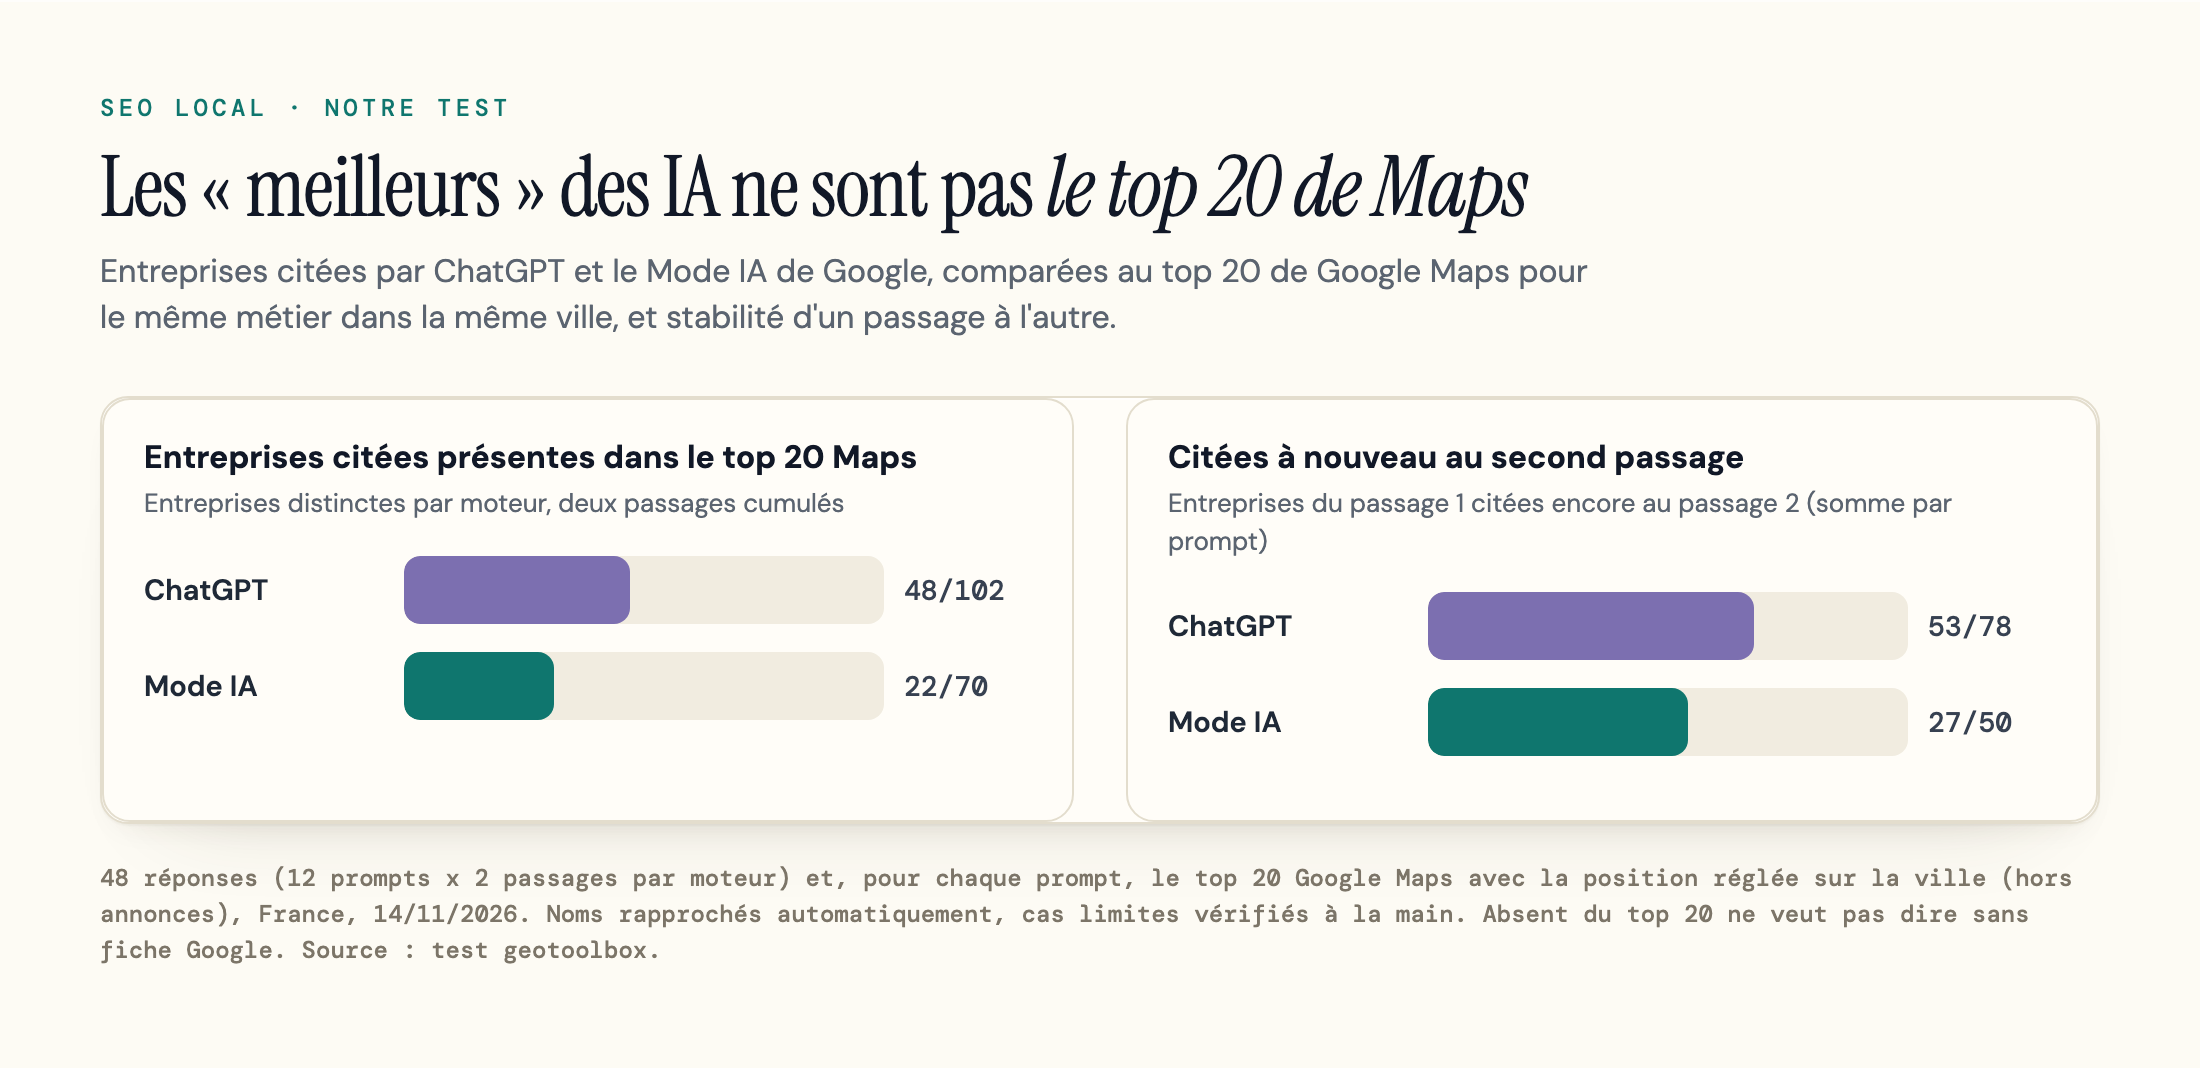 SEO LOCAL · NOTRE TEST
Les « meilleurs » des IA ne sont pas le top 20 de Maps
Entreprises citées par ChatGPT et le Mode IA de Google, comparées au top 20 de Google Maps pour
le même métier dans la même ville, et stabilité d'un passage à l'autre.
Entreprises citées présentes dans le top 20 Maps
Entreprises distinctes par moteur, deux passages cumulés
ChatGPT 48/102
Mode IA 22/70
Citées à nouveau au second passage
Entreprises du passage 1 citées encore au passage 2 (somme par
prompt)
ChatGPT 53/78
Mode IA 27/50
48 réponses (12 prompts x 2 passages par moteur) et, pour chaque prompt, le top 20 Google Maps avec la position réglée sur la ville (hors
annonces), France, 14/11/2026. Noms rapprochés automatiquement, cas limites vérifiés à la main. Absent du top 20 ne veut pas dire sans
fiche Google. Source : test geotoolbox.